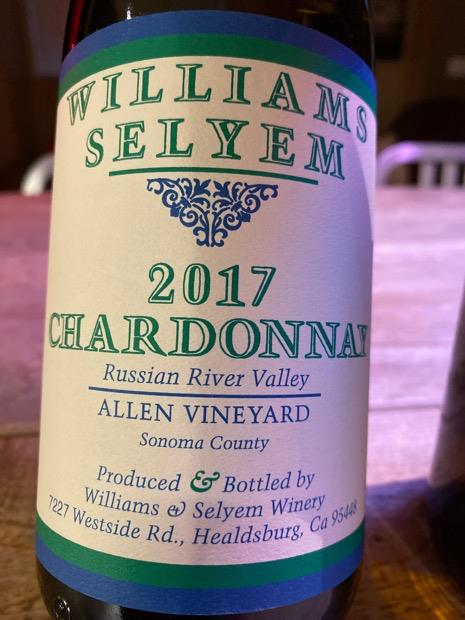 WILLIAMS
SELYEM
2017
CHARDONNAY
Russian River Valley
ALLEN VINEYARD
Sonoma County
Produced & Bottled by
Williams & Selyem Winery
7227 Westside Rd., Healdsburg, Ca 95448